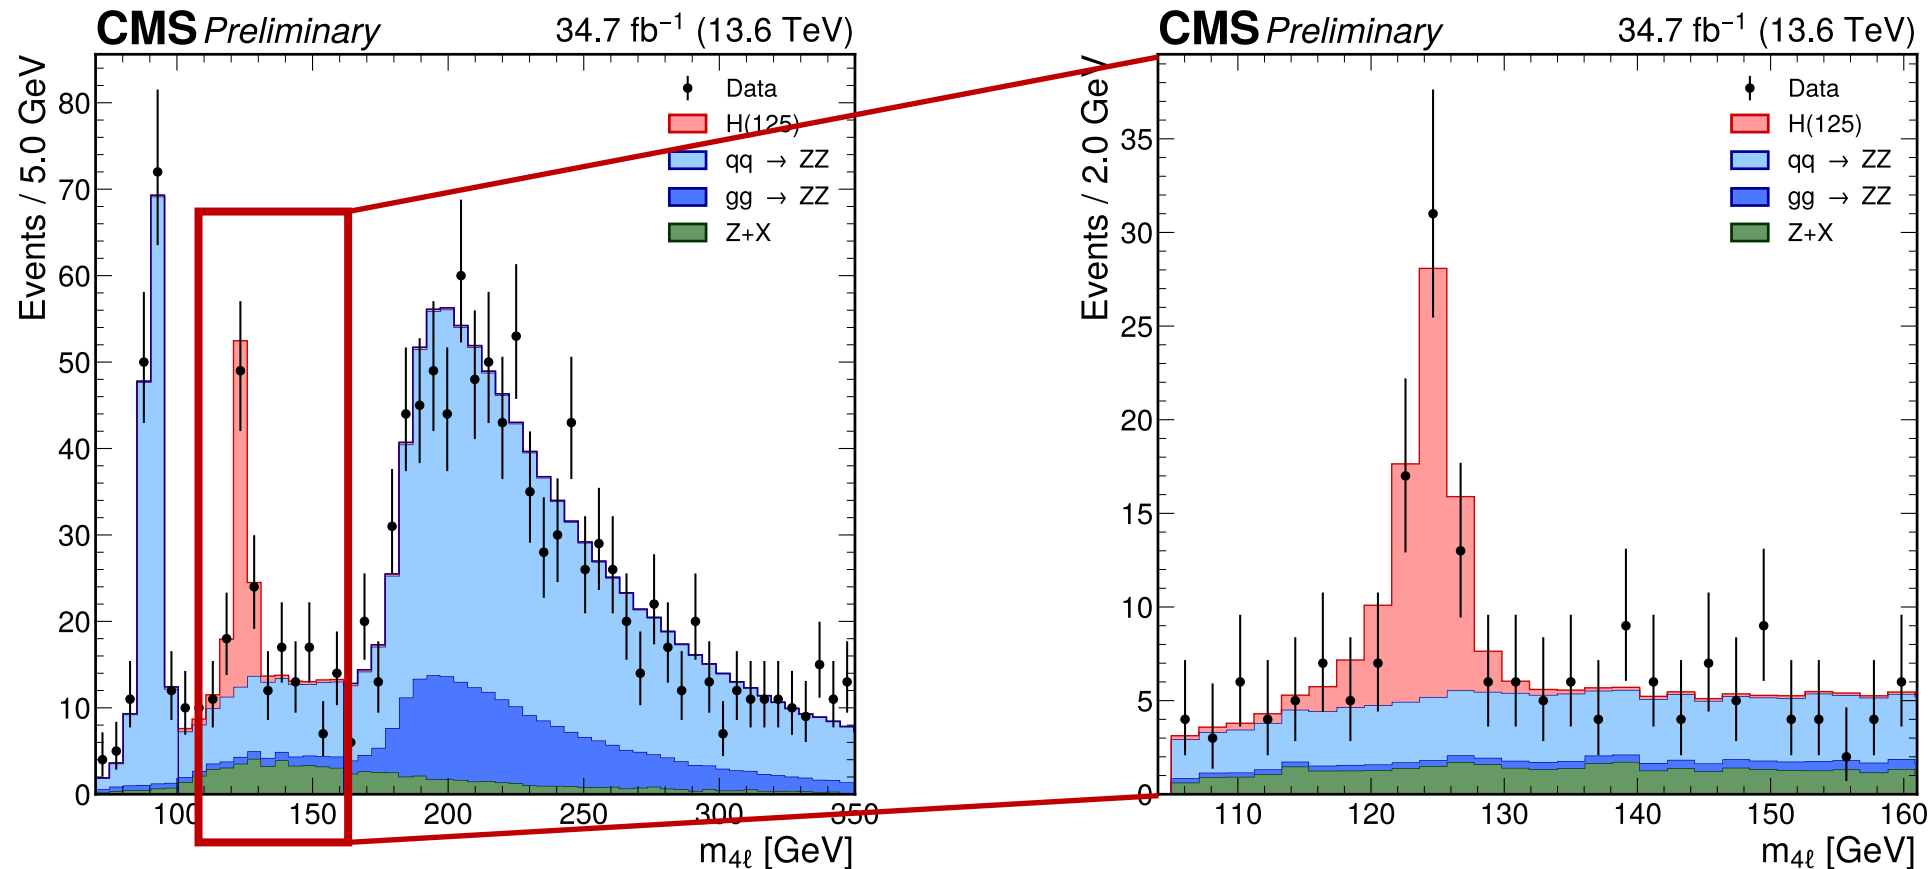 CMS Preliminary 34.7 fb⁻¹ (13.6 TeV)
Events / 5.0 GeV
80
70
60
50
40
30
20
10
0
Data
H(125)
qq → ZZ
gg → ZZ
Z+X
100 150 200 250 300 350
m4ℓ [GeV]
CMS Preliminary 34.7 fb⁻¹ (13.6 TeV)
Events / 2.0 GeV
35
30
25
20
15
10
5
0
Data
H(125)
qq → ZZ
gg → ZZ
Z+X
110 120 130 140 150 160
m4ℓ [GeV]